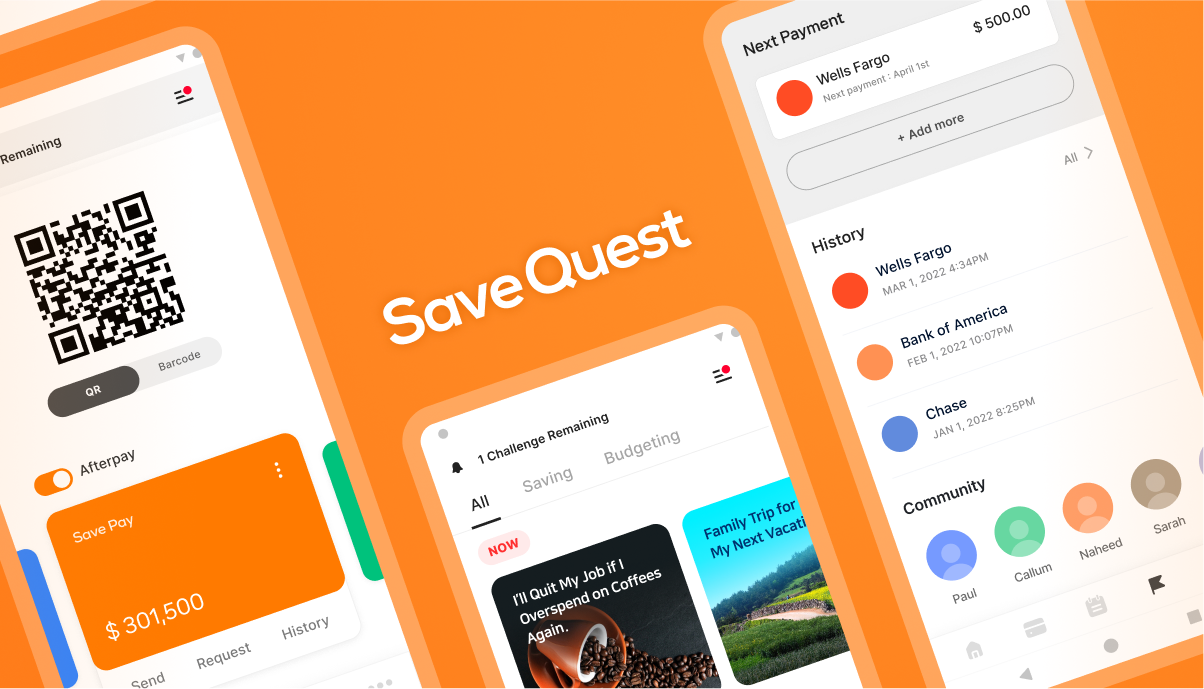 Remaining
QR
Barcode
Afterpay
Save Pay
$ 301,500
Send
Request
History
SaveQuest
1 Challenge Remaining
All
Saving
Budgeting
NOW
I'll Quit My Job if I
Overspend on Coffees
Again.
Family Trip for
My Next Vacati
Next Payment
Wells Fargo
$ 500.00
Next payment : April 1st
+ Add more
All
History
Wells Fargo
MAR 1, 2022 4:34PM
Bank of America
FEB 1, 2022 10:07PM
Chase
JAN 1, 2022 8:25PM
Community
Paul
Callum
Naheed
Sarah